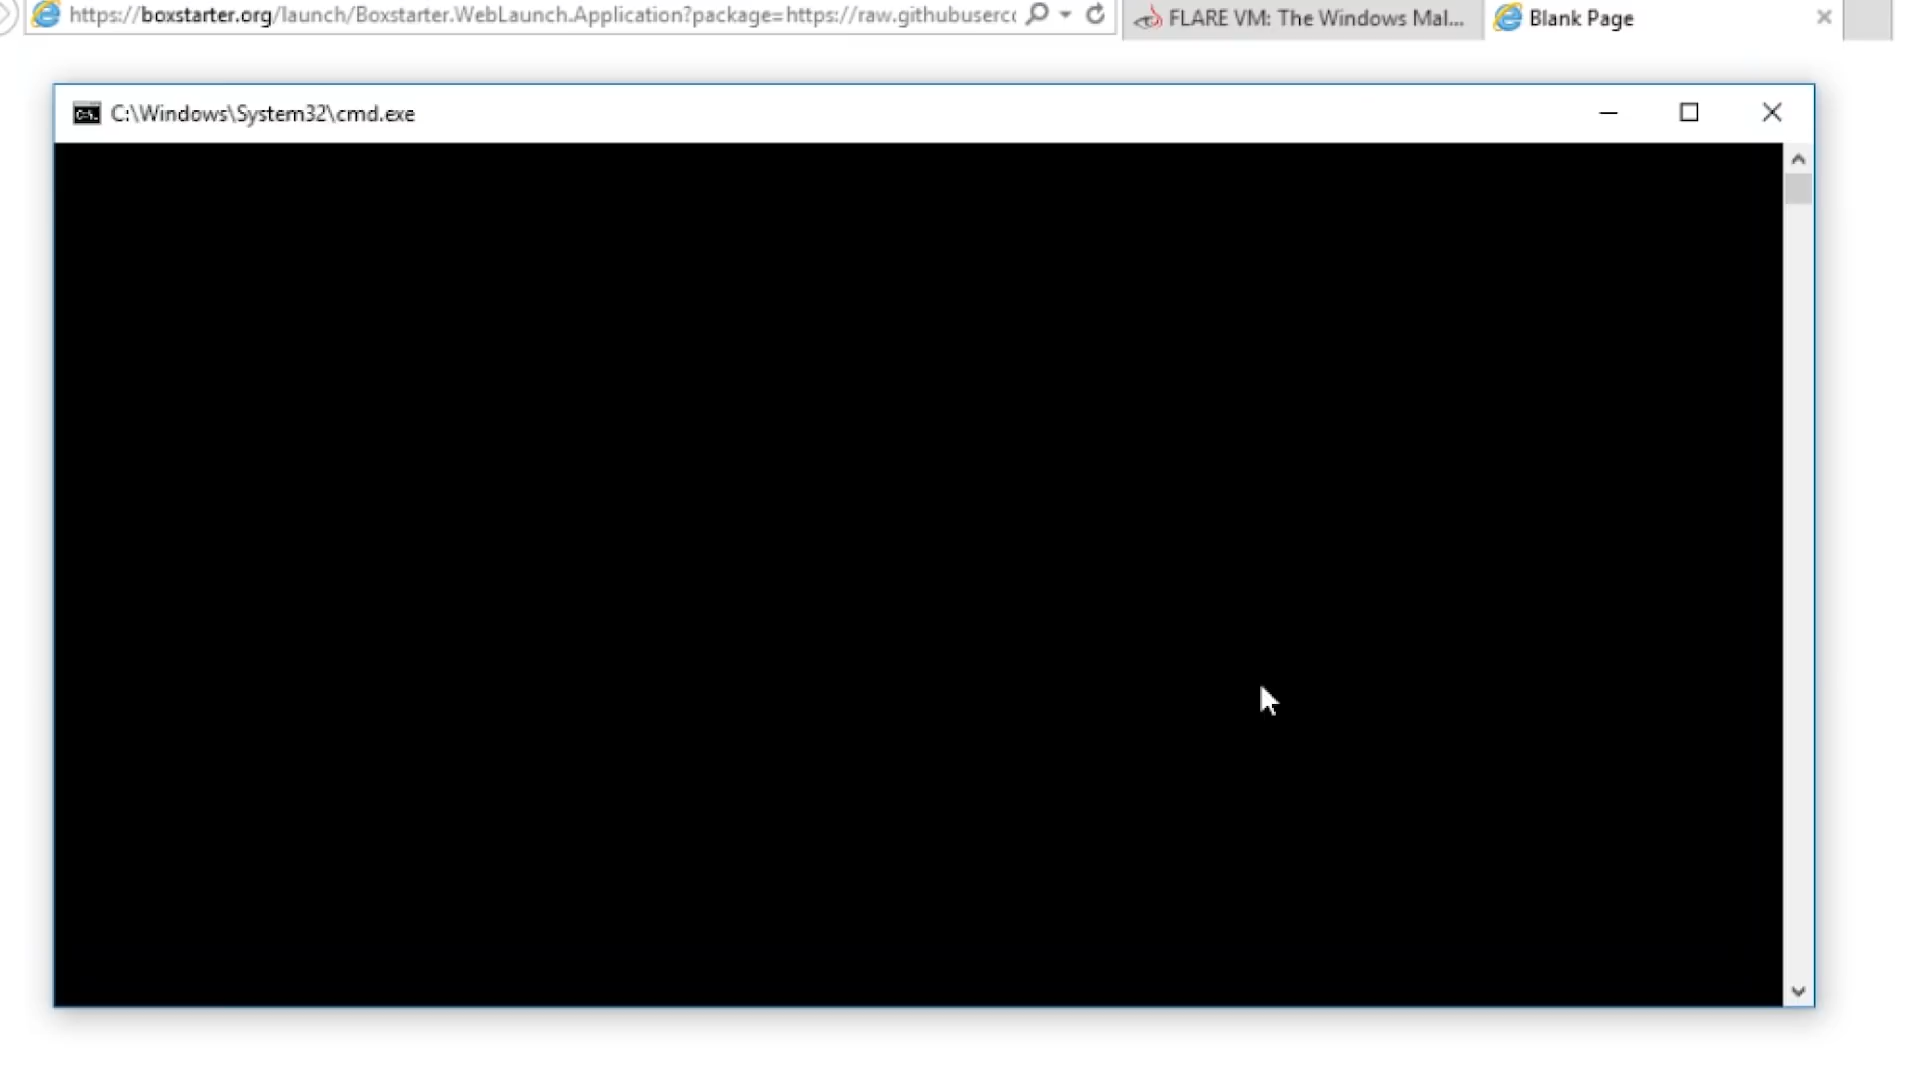 https://boxstarter.org/launch/Boxstarter.WebLaunch.Application?package=https://raw.githubuserc
FLARE VM: The Windows Mal...
Blank Page
C:\Windows\System32\cmd.exe